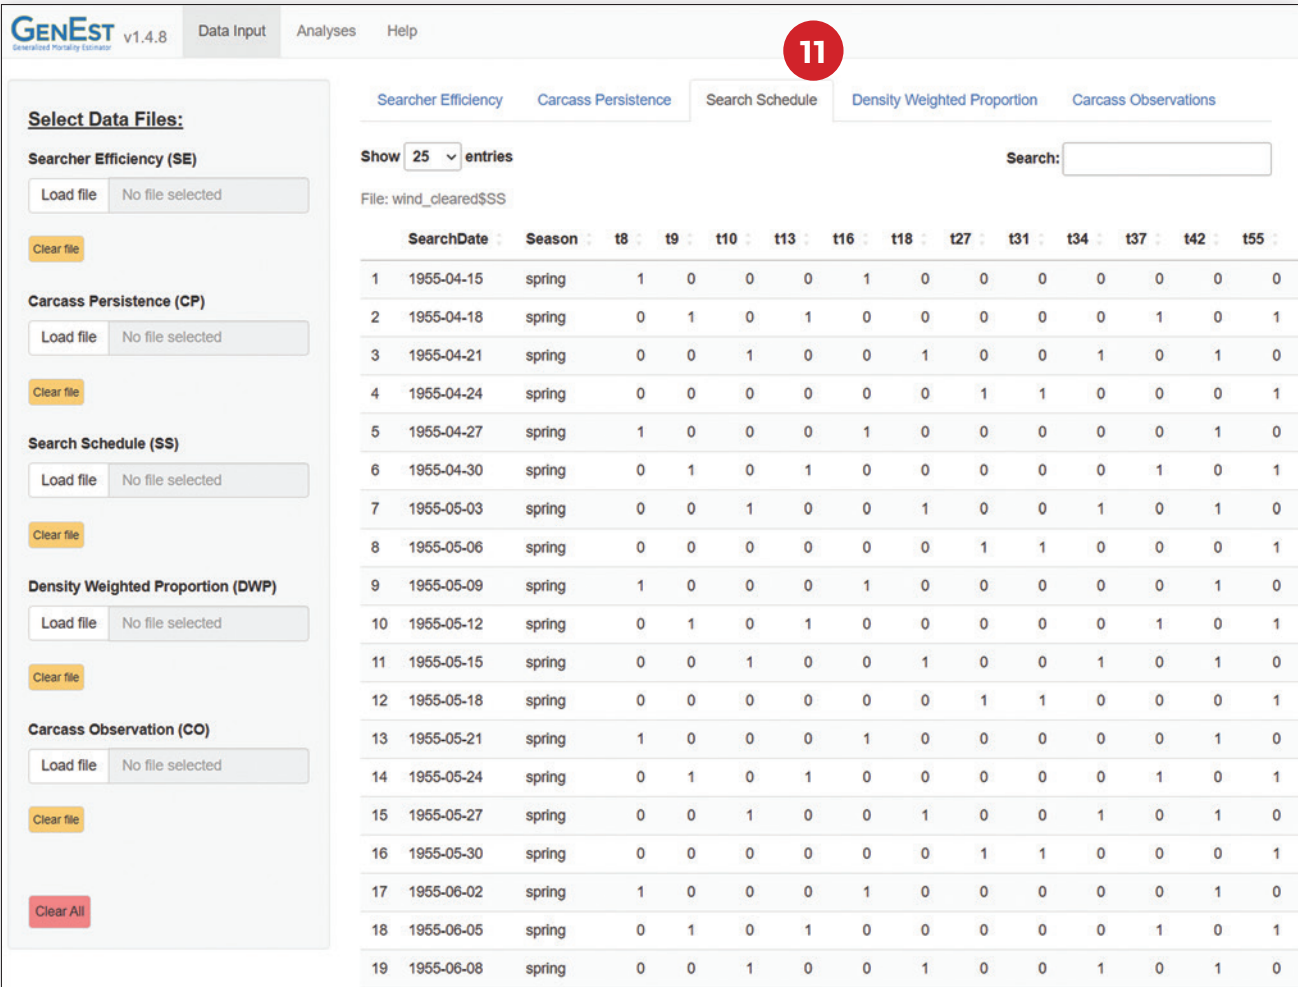 GENEST v1.4.8 Data Input Analyses Help
Generalized Mortality Estimator
11
Select Data Files:
Searcher Efficiency (SE)
Load file No file selected
Clear file
Carcass Persistence (CP)
Load file No file selected
Clear file
Search Schedule (SS)
Load file No file selected
Clear file
Density Weighted Proportion (DWP)
Load file No file selected
Clear file
Carcass Observation (CO)
Load file No file selected
Clear file
Clear All
Searcher Efficiency Carcass Persistence Search Schedule Density Weighted Proportion Carcass Observations
Show 25 entries Search:
File: wind_cleared$SS
SearchDate Season t8 t9 t10 t13 t16 t18 t27 t31 t34 t37 t42 t55
1 1955-04-15 spring 1 0 0 0 1 0 0 0 0 0 0 0
2 1955-04-18 spring 0 1 0 1 0 0 0 0 0 1 0 1
3 1955-04-21 spring 0 0 1 0 0 1 0 0 1 0 1 0
4 1955-04-24 spring 0 0 0 0 0 0 1 1 0 0 0 1
5 1955-04-27 spring 1 0 0 0 1 0 0 0 0 0 1 0
6 1955-04-30 spring 0 1 0 1 0 0 0 0 0 1 0 1
7 1955-05-03 spring 0 0 1 0 0 1 0 0 1 0 1 0
8 1955-05-06 spring 0 0 0 0 0 0 1 1 0 0 0 1
9 1955-05-09 spring 1 0 0 0 1 0 0 0 0 0 1 0
10 1955-05-12 spring 0 1 0 1 0 0 0 0 0 1 0 1
11 1955-05-15 spring 0 0 1 0 0 1 0 0 1 0 1 0
12 1955-05-18 spring 0 0 0 0 0 0 1 1 0 0 0 1
13 1955-05-21 spring 1 0 0 0 1 0 0 0 0 0 1 0
14 1955-05-24 spring 0 1 0 1 0 0 0 0 0 1 0 1
15 1955-05-27 spring 0 0 1 0 0 1 0 0 1 0 1 0
16 1955-05-30 spring 0 0 0 0 0 0 1 1 0 0 0 1
17 1955-06-02 spring 1 0 0 0 1 0 0 0 0 0 1 0
18 1955-06-05 spring 0 1 0 1 0 0 0 0 0 1 0 1
19 1955-06-08 spring 0 0 1 0 0 1 0 0 1 0 1 0